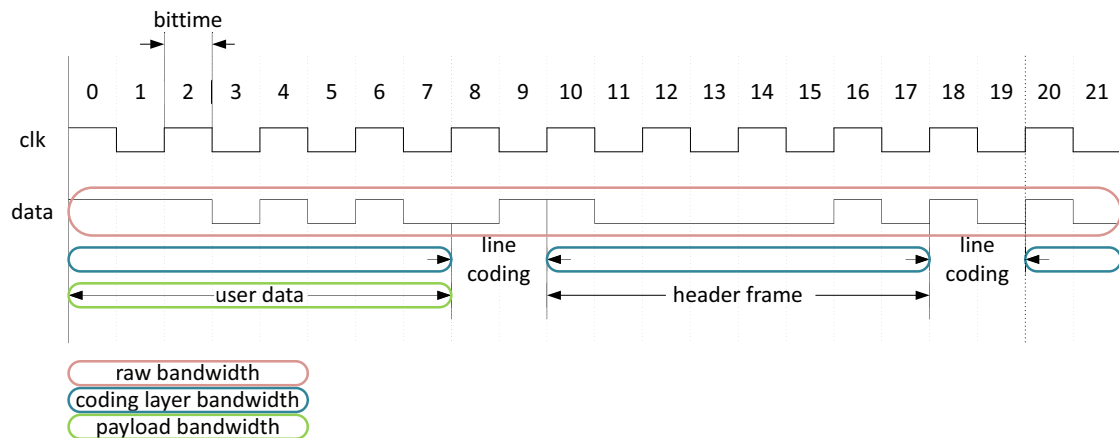 bittime
0 1 2 3 4 5 6 7 8 9 10 11 12 13 14 15 16 17 18 19 20 21
clk
data
line line
coding coding
user data header frame
raw bandwidth
coding layer bandwidth
payload bandwidth